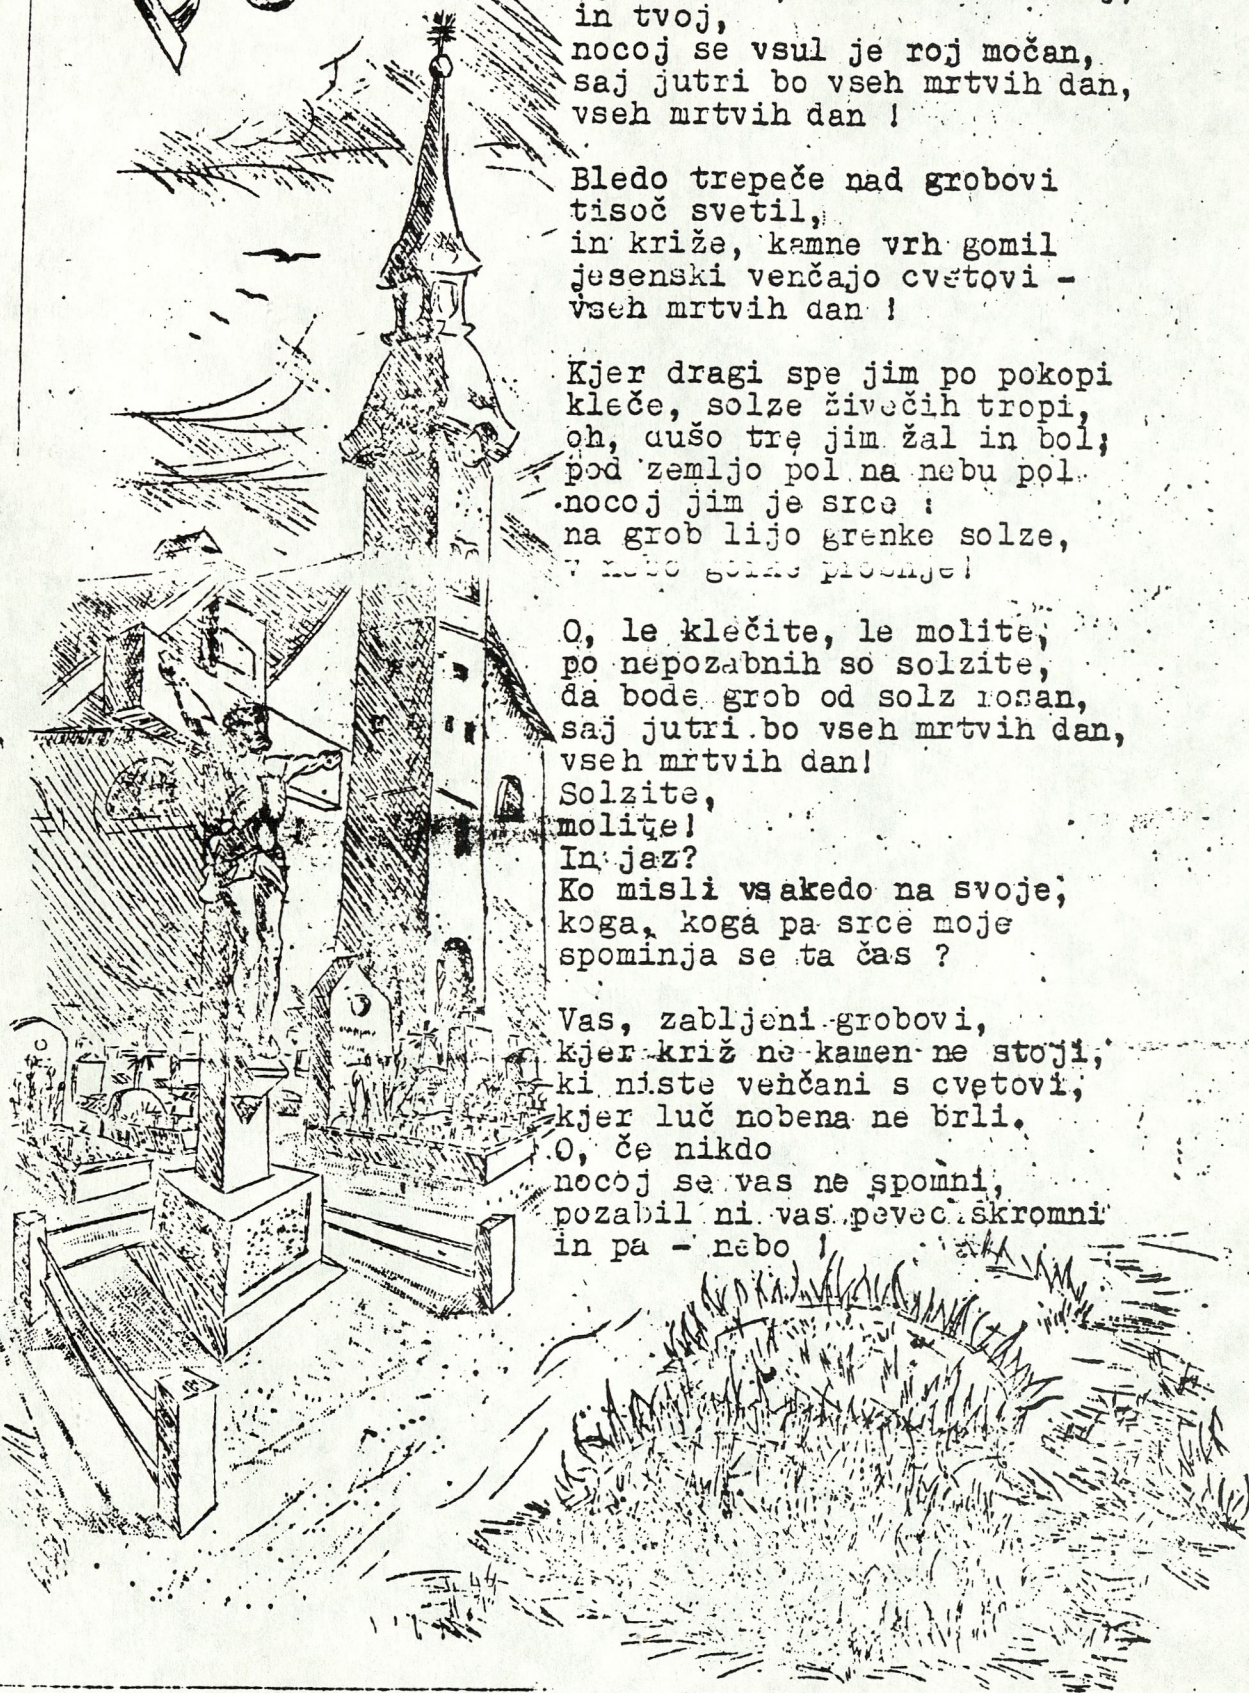 in tvoj,
nocoj se vsul je roj močan,
saj jutri bo vseh mrtvih dan,
vseh mrtvih dan !
Bledo trepeče nad grobovi
tisoč svetil,
in križe, kamne vrh gomil
jesenski venčajo cvetovi -
vseh mrtvih dan !
Kjer dragi spe jim po pokopi
kleče, solze živečih tropi,
oh, dušo tre jim žal in bol;
pod zemljo pol na nebu pol
nocoj jim je srce :
na grob lijo grenke solze,
v nebo goreče prošnje!
O, le klečite, le molite,
po nepozabnih so solzite,
da bode grob od solz rosan,
saj jutri bo vseh mrtvih dan,
vseh mrtvih dan!
Solzite,
molite!
In jaz?
Ko misli vsakedo na svoje,
koga, koga pa srce moje
spominja se ta čas ?
Vas, zabljeni grobovi,
kjer križ ne kamen ne stoji,
ki niste venčani s cvetovi,
kjer luč nobena ne brli.
O, če nikdo
nocoj se vas ne spomni,
pozabil ni vas pevec skromni
in pa - nebo !